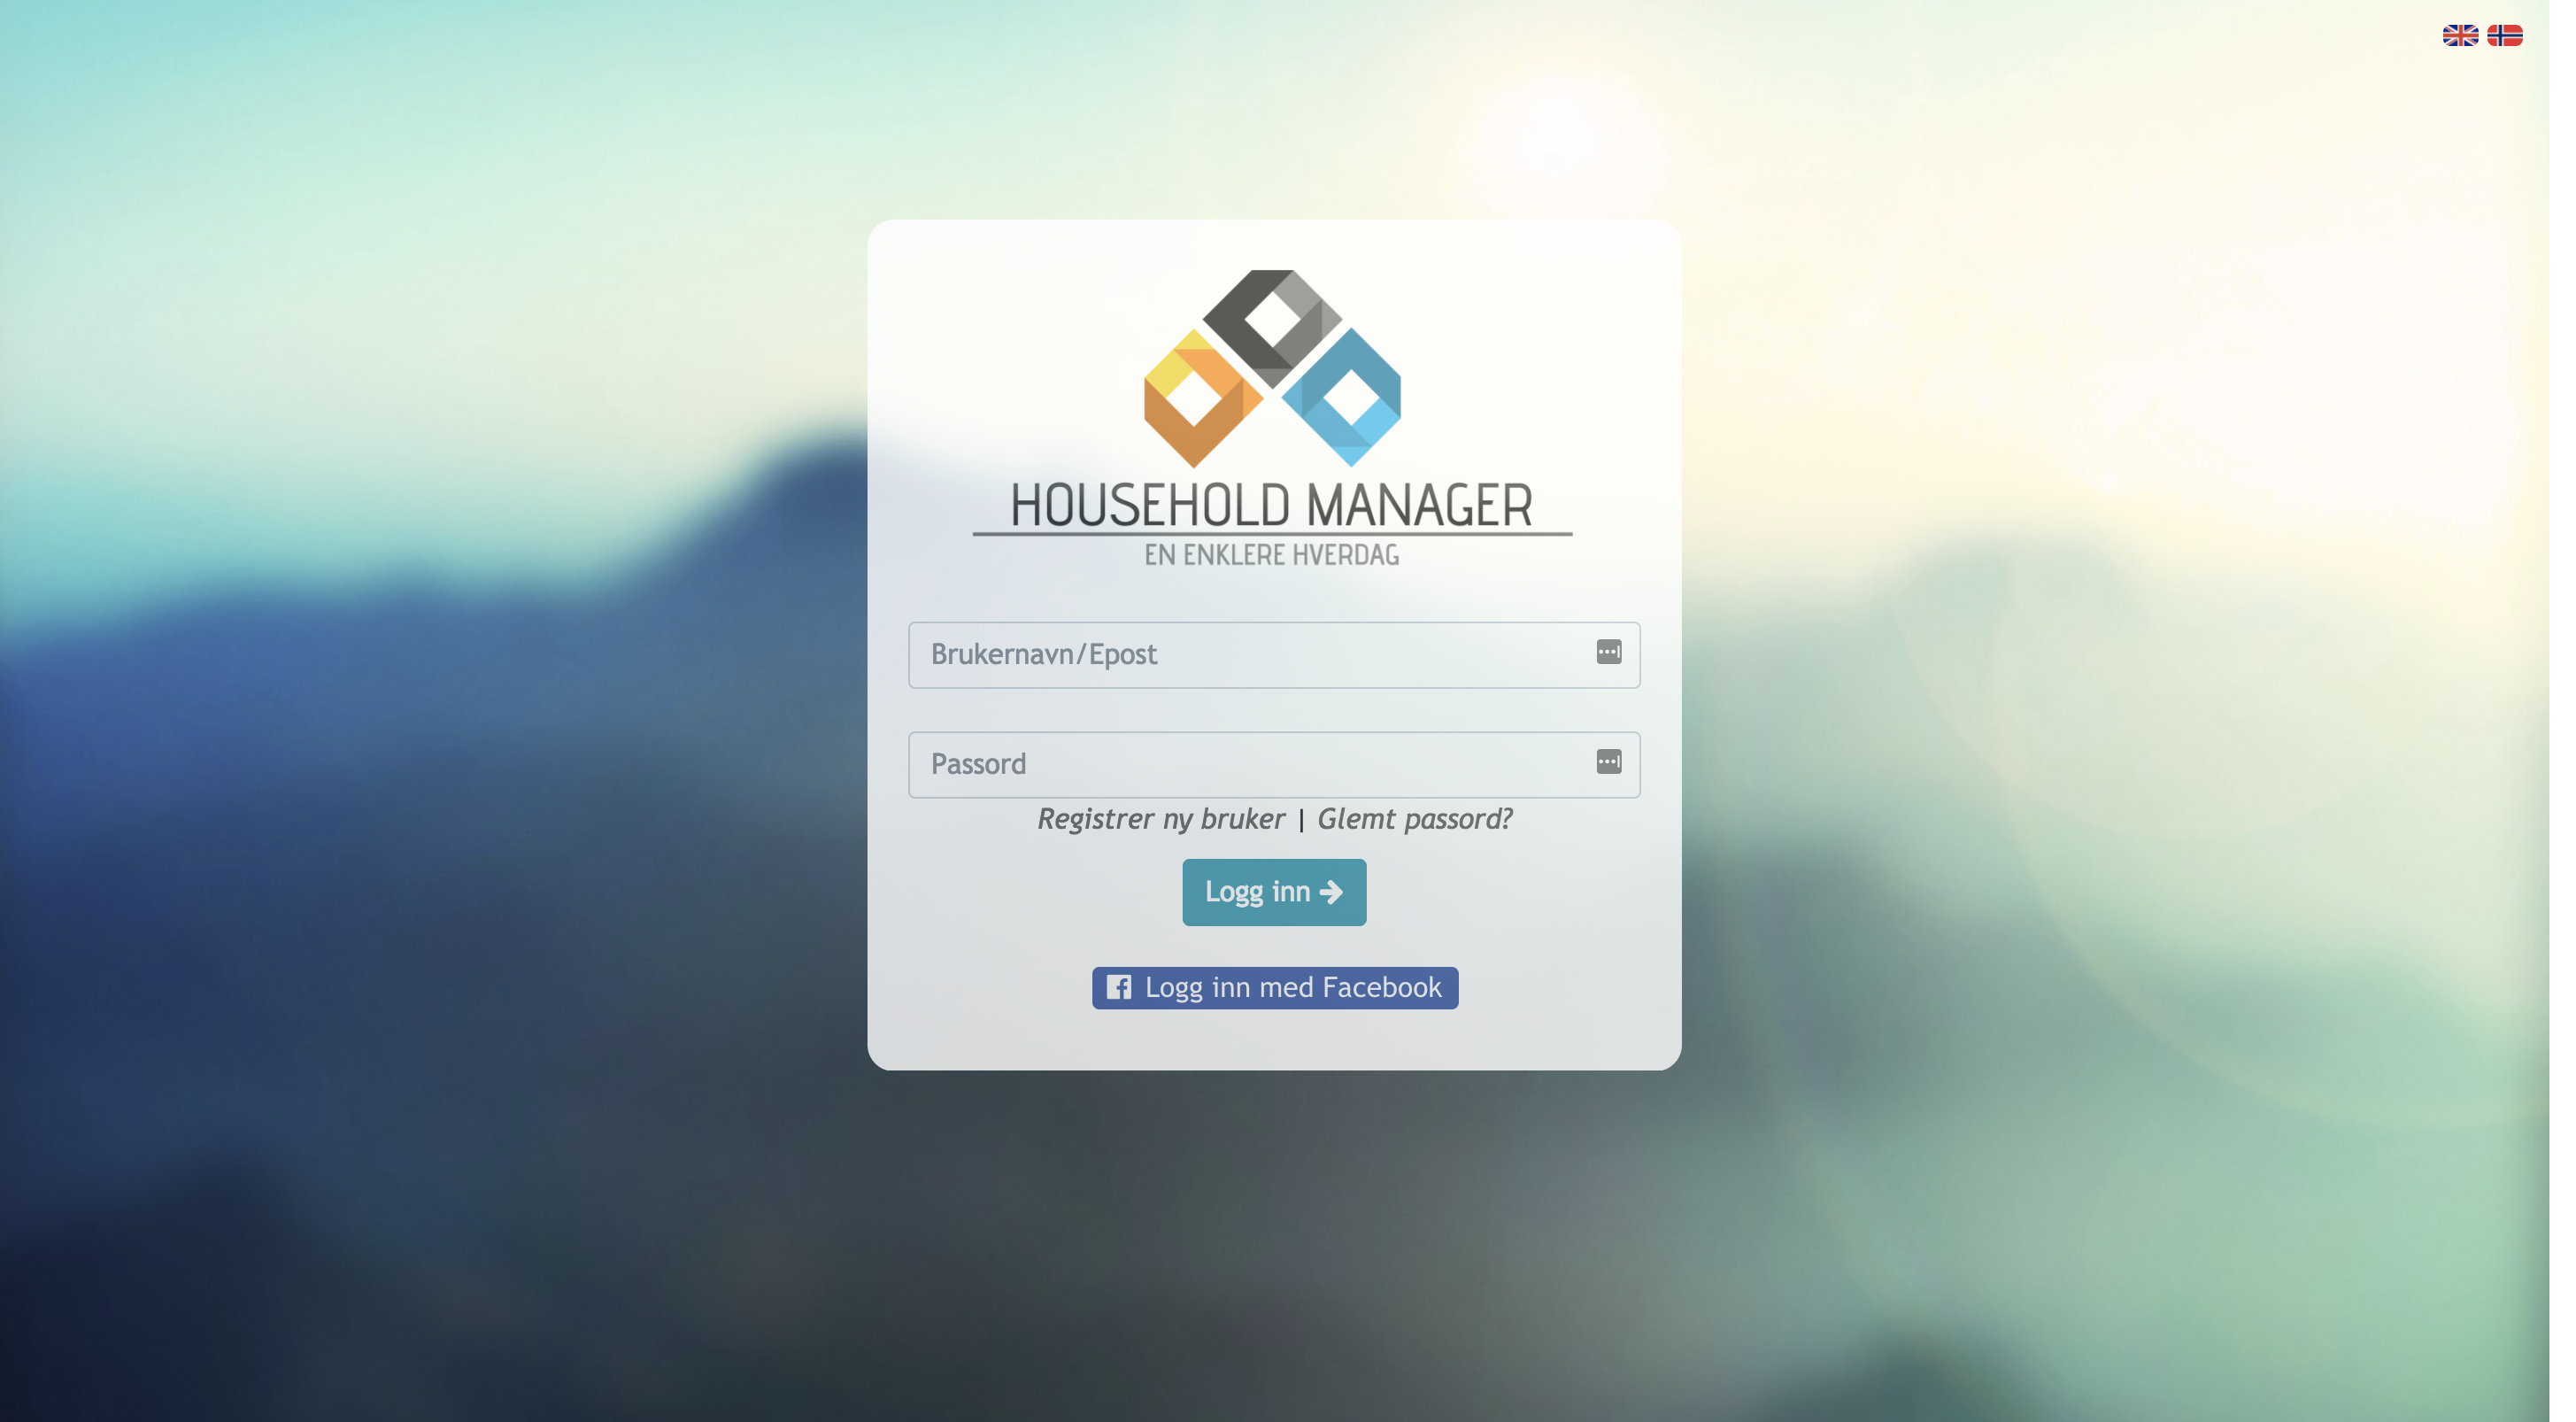 HOUSEHOLD MANAGER
EN ENKLERE HVERDAG
Brukernavn/Epost
Passord
Registrer ny bruker | Glemt passord?
Logg inn
Logg inn med Facebook